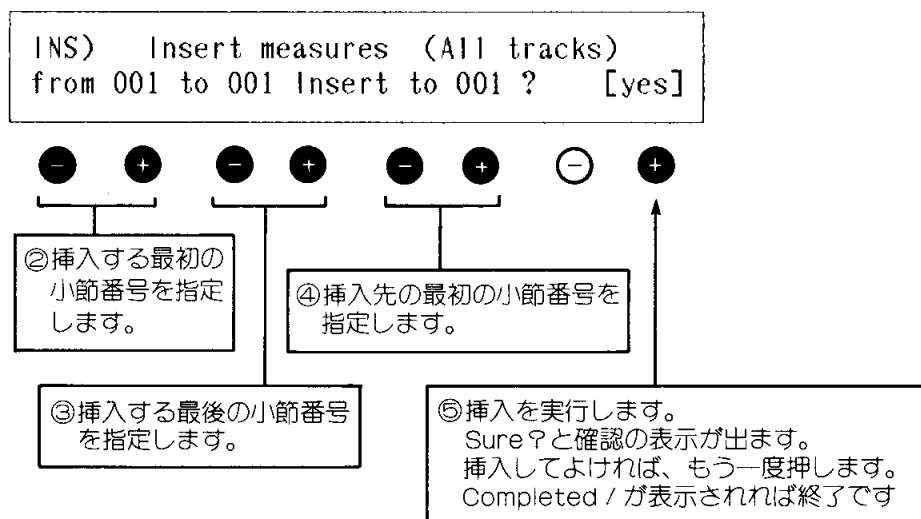 INS) Insert measures (All tracks)
from 001 to 001 Insert to 001 ? [yes]
− + − + − + − +
②挿入する最初の
小節番号を指定
します。
③挿入する最後の小節番号
を指定します。
④挿入先の最初の小節番号を
指定します。
⑤挿入を実行します。
Sure?と確認の表示が出ます。
挿入してよければ、もう一度押します。
Completed / が表示されれば終了です